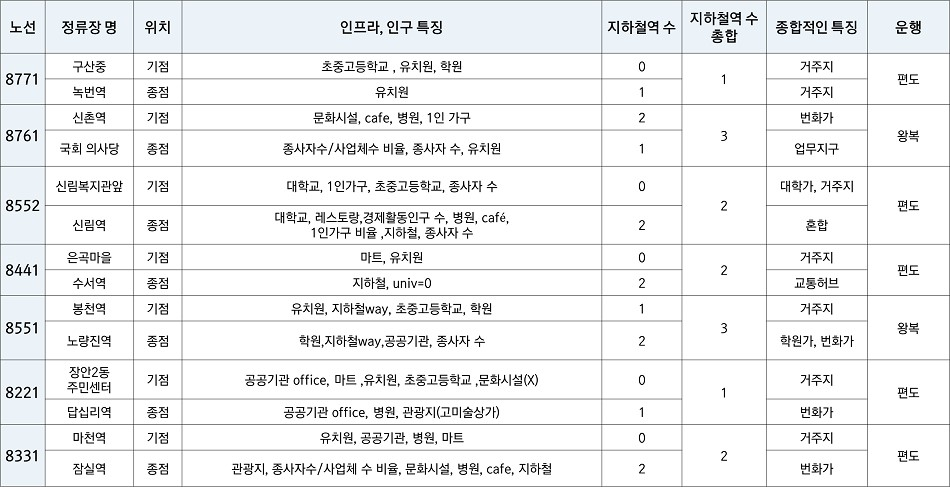 노선 정류장 명 위치 인프라, 인구 특징 지하철역 수 지하철역 수 종합 종합적인 특징 운행
8771 구산중 기점 초중고등학교 , 유치원, 학원 0 1 거주지 편도
녹번역 종점 유치원 1 거주지
8761 신촌역 기점 문화시설, cafe, 병원, 1인 가구 2 3 번화가 왕복
국회 의사당 종점 종사자수/사업체수 비율, 종사자 수, 유치원 1 업무지구
8552 신림복지관앞 기점 대학교, 1인가구, 초중고등학교, 종사자 수 0 2 대학가, 거주지 편도
신림역 종점 대학교, 레스토랑,경제활동인구 수, 병원, café,
1인가구 비율 ,지하철, 종사자 수 2 혼합
8441 은곡마을 기점 마트, 유치원 0 2 거주지 편도
수서역 종점 지하철, univ=0 2 교통허브
8551 봉천역 기점 유치원, 지하철way, 초중고등학교, 학원 1 3 거주지 왕복
노량진역 종점 학원,지하철way,공공기관, 종사자 수 2 학원가, 번화가
8221 장안2동
주민센터 기점 공공기관 office, 마트 ,유치원, 초중고등학교 ,문화시설(X) 0 1 거주지 편도
답십리역 종점 공공기관 office, 병원, 관광지(고미술상가) 1 번화가
8331 마천역 기점 유치원, 공공기관, 병원, 마트 0 2 거주지 편도
잠실역 종점 관광지, 종사자수/사업체 수 비율, 문화시설, 병원, cafe, 지하철 2 번화가